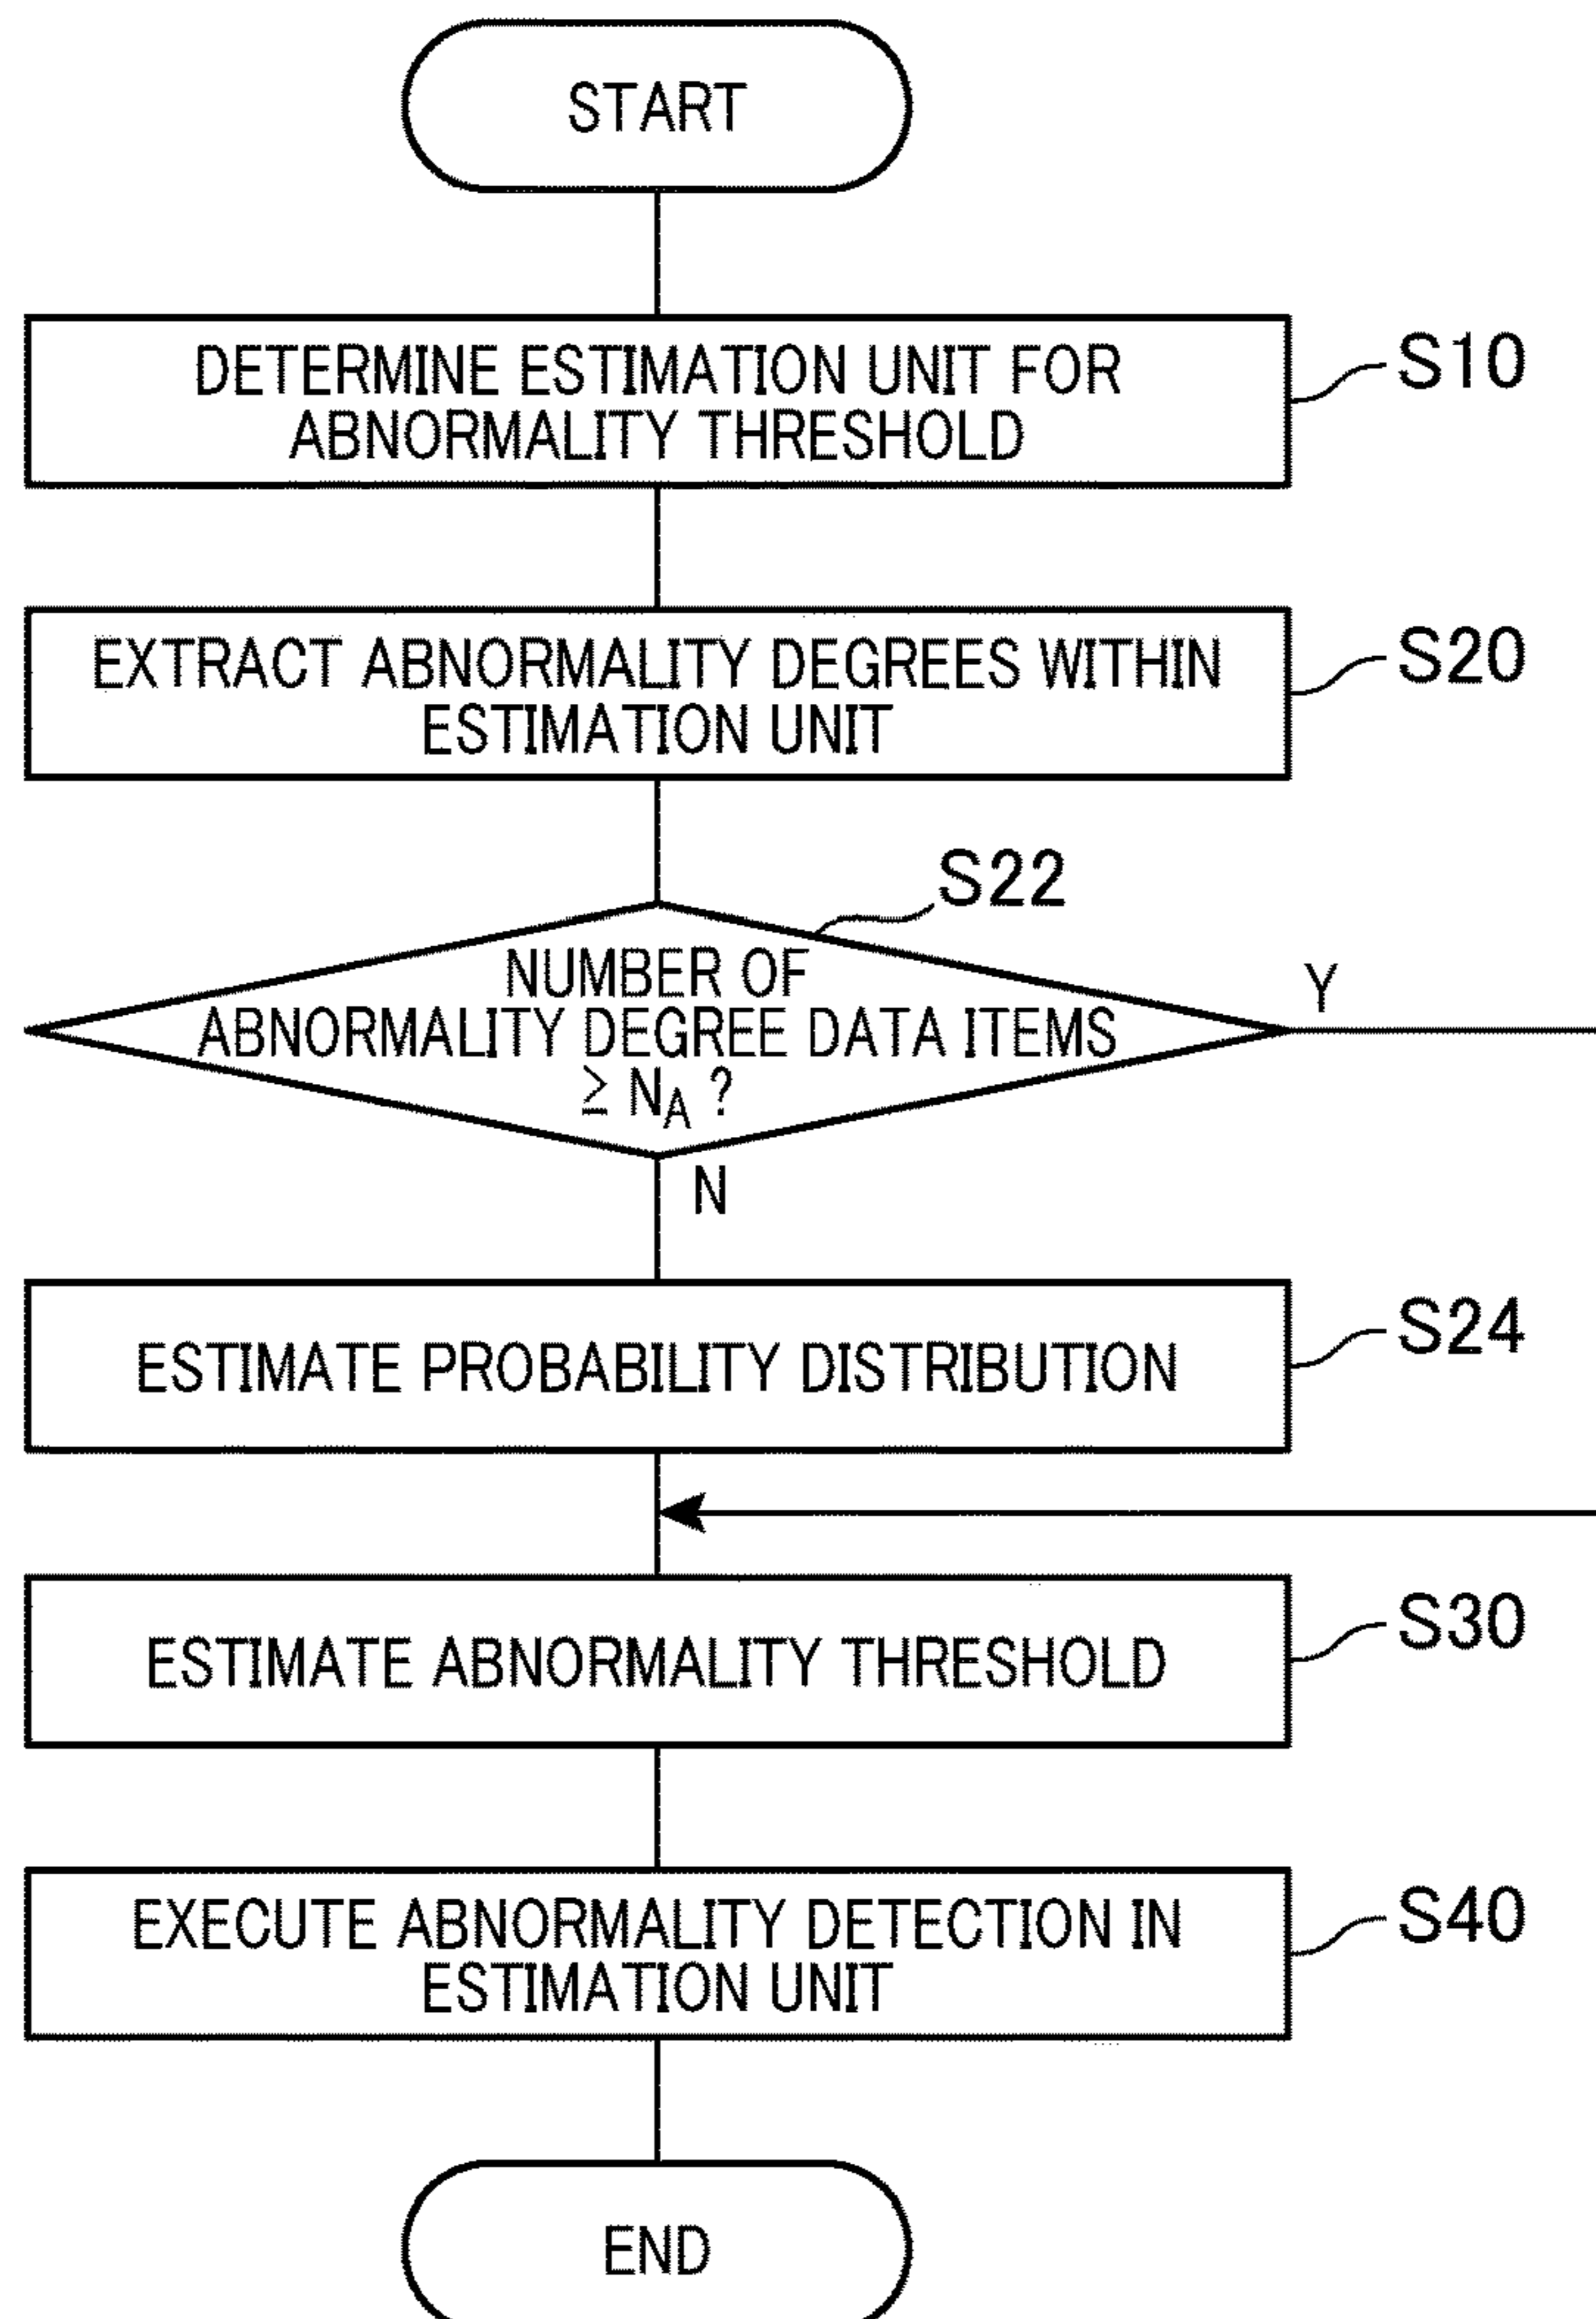 START
DETERMINE ESTIMATION UNIT FOR
ABNORMALITY THRESHOLD
S10
EXTRACT ABNORMALITY DEGREES WITHIN
ESTIMATION UNIT
S20
S22
NUMBER OF
ABNORMALITY DEGREE DATA ITEMS
≥ NA ?
Y
N
ESTIMATE PROBABILITY DISTRIBUTION
S24
ESTIMATE ABNORMALITY THRESHOLD
S30
EXECUTE ABNORMALITY DETECTION IN
ESTIMATION UNIT
S40
END